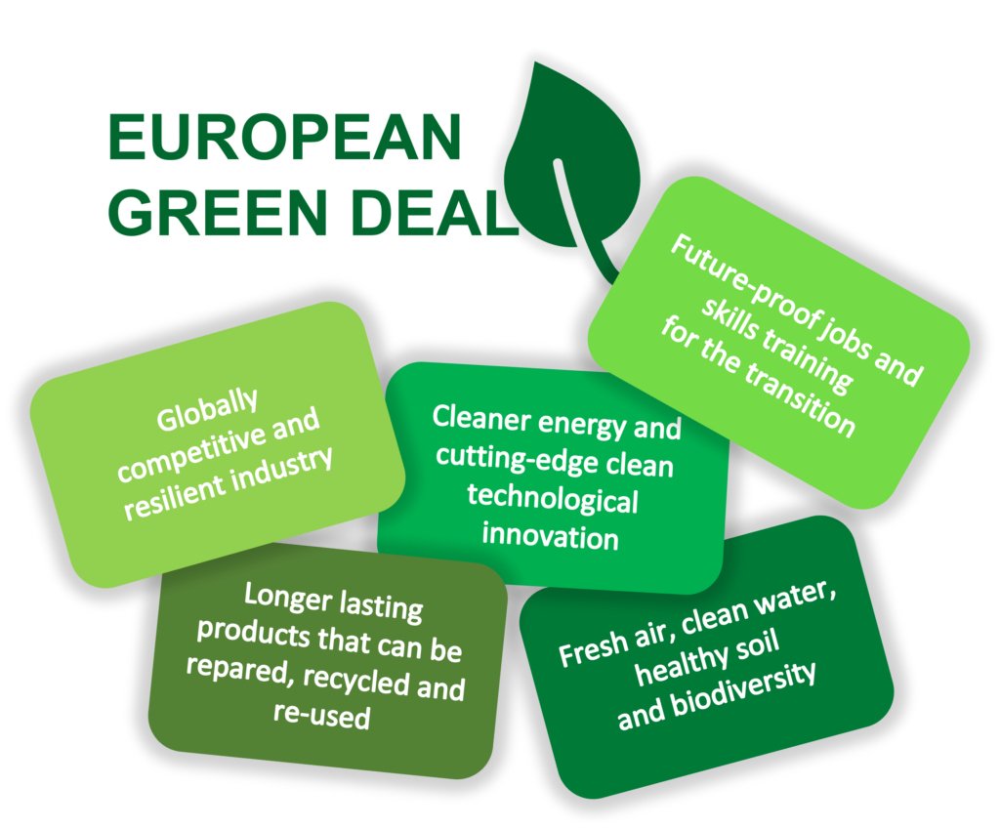 EUROPEAN
GREEN DEAL
Future-proof jobs and
skills training
for the transition
Globally
competitive and
resilient industry
Cleaner energy and
cutting-edge clean
technological
innovation
Longer lasting
products that can be
repared, recycled and
re-used
Fresh air, clean water,
healthy soil
and biodiversity